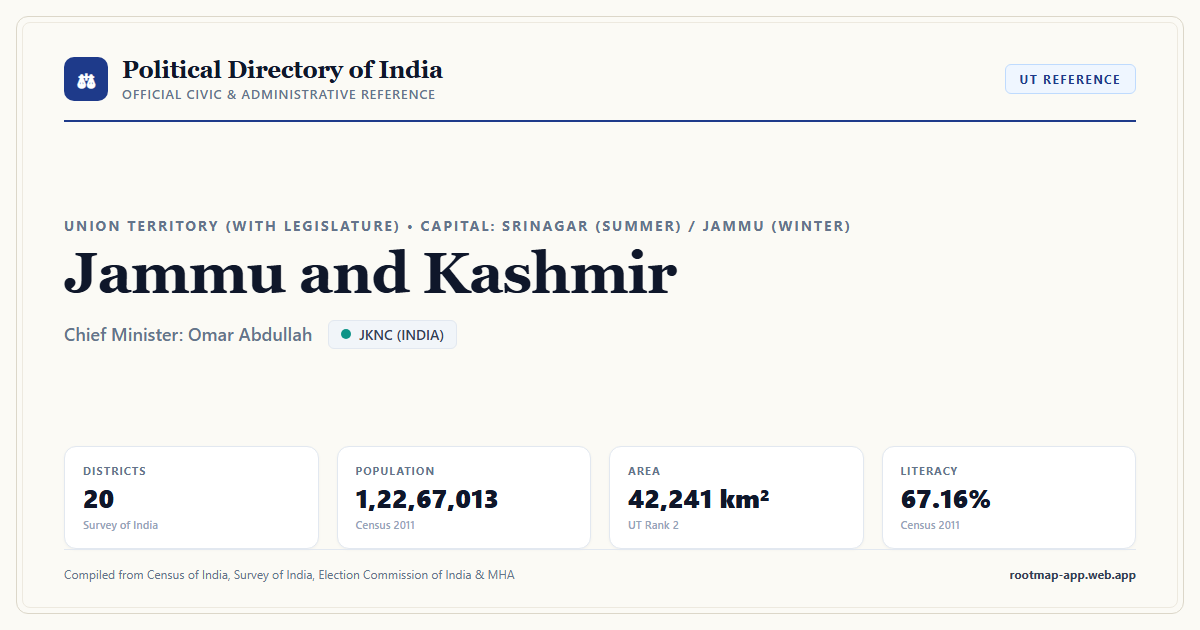 Political Directory of India
OFFICIAL CIVIC & ADMINISTRATIVE REFERENCE
UT REFERENCE
UNION TERRITORY (WITH LEGISLATURE) • CAPITAL: SRINAGAR (SUMMER) / JAMMU (WINTER)
Jammu and Kashmir
Chief Minister: Omar Abdullah
JKNC (INDIA)
DISTRICTS
20
Survey of India
POPULATION
1,22,67,013
Census 2011
AREA
42,241 km²
UT Rank 2
LITERACY
67.16%
Census 2011
Compiled from Census of India, Survey of India, Election Commission of India & MHA
rootmap-app.web.app